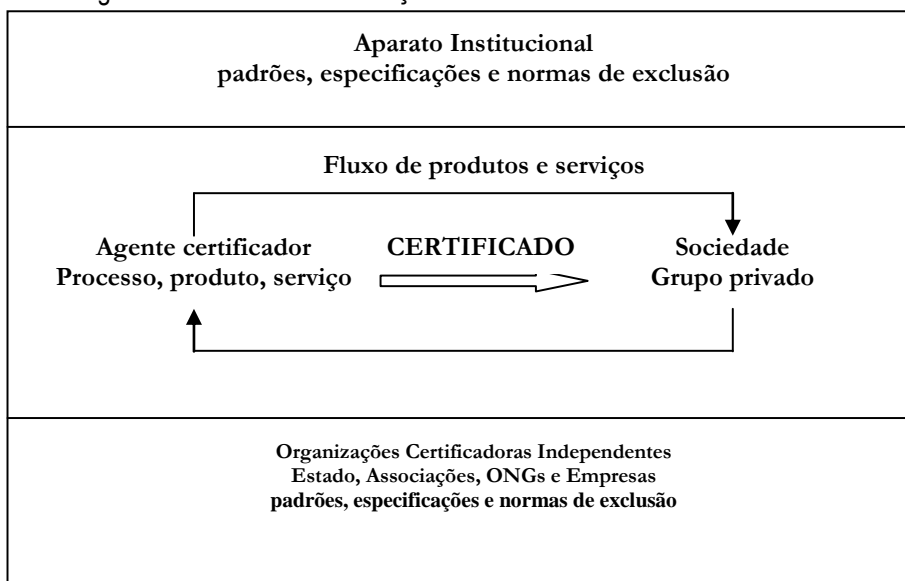 Aparato Institucional
padrões, especificações e normas de exclusão
Fluxo de produtos e serviços
Agente certificador CERTIFICADO Sociedade
Processo, produto, serviço Grupo privado
Organizações Certificadoras Independentes
Estado, Associações, ONGs e Empresas
padrões, especificações e normas de exclusão